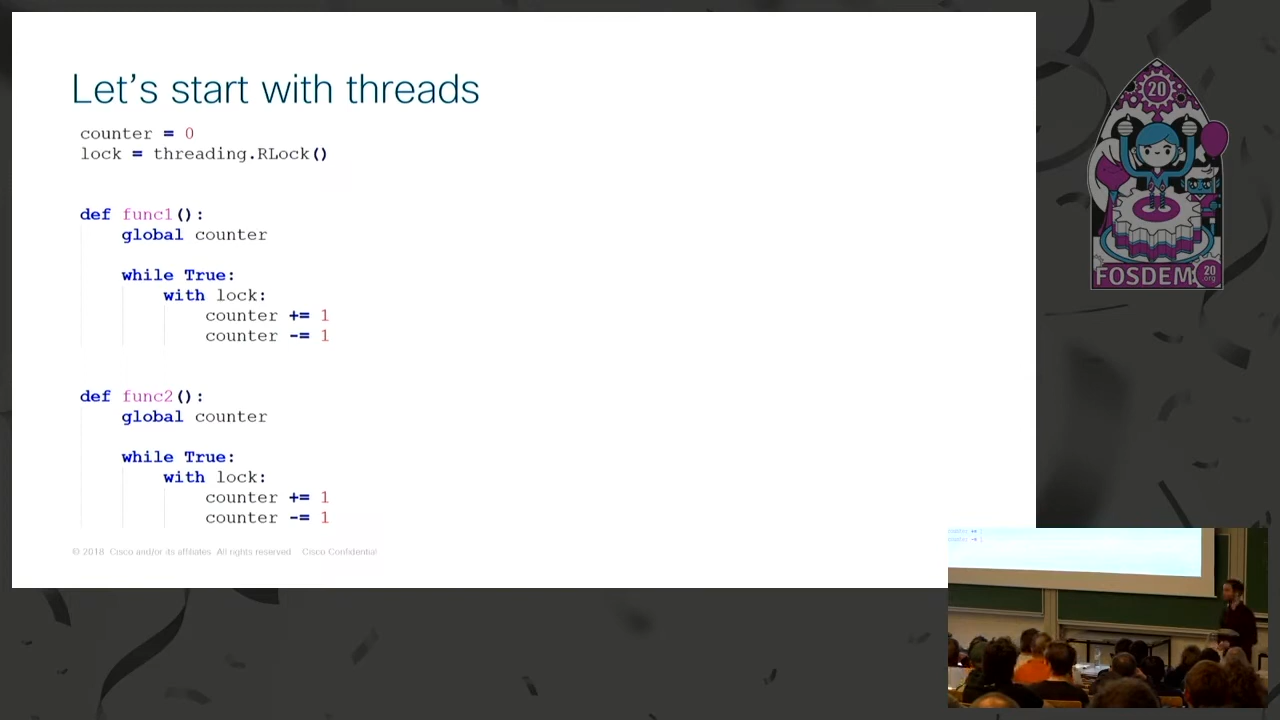 Let's start with threads
counter = 0
lock = threading.RLock()
def func1():
global counter
while True:
with lock:
counter += 1
counter -= 1
def func2():
global counter
while True:
with lock:
counter += 1
counter -= 1
© 2018 Cisco and/or its affiliates. All rights reserved. Cisco Confidential
20
FOSDEM
20
.org